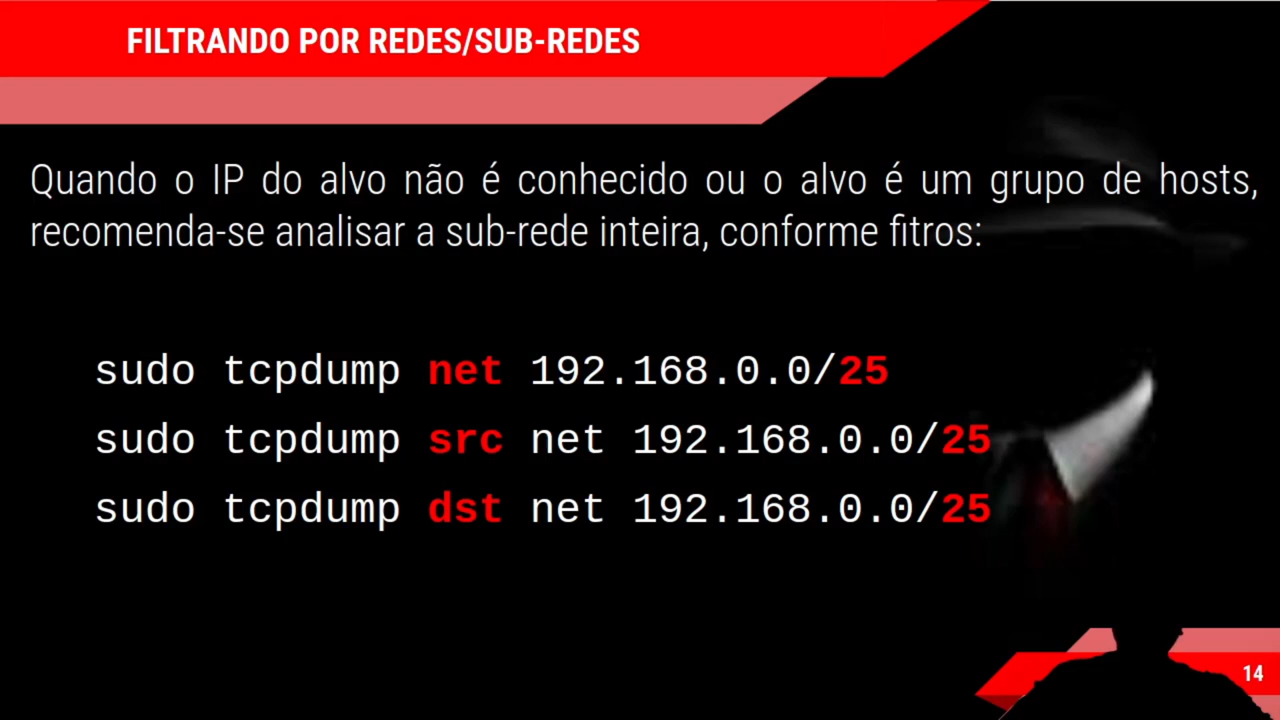 FILTRANDO POR REDES/SUB-REDES
Quando o IP do alvo não é conhecido ou o alvo é um grupo de hosts,
recomenda-se analisar a sub-rede inteira, conforme fitros:
sudo tcpdump net 192.168.0.0/25
sudo tcpdump src net 192.168.0.0/25
sudo tcpdump dst net 192.168.0.0/25
14